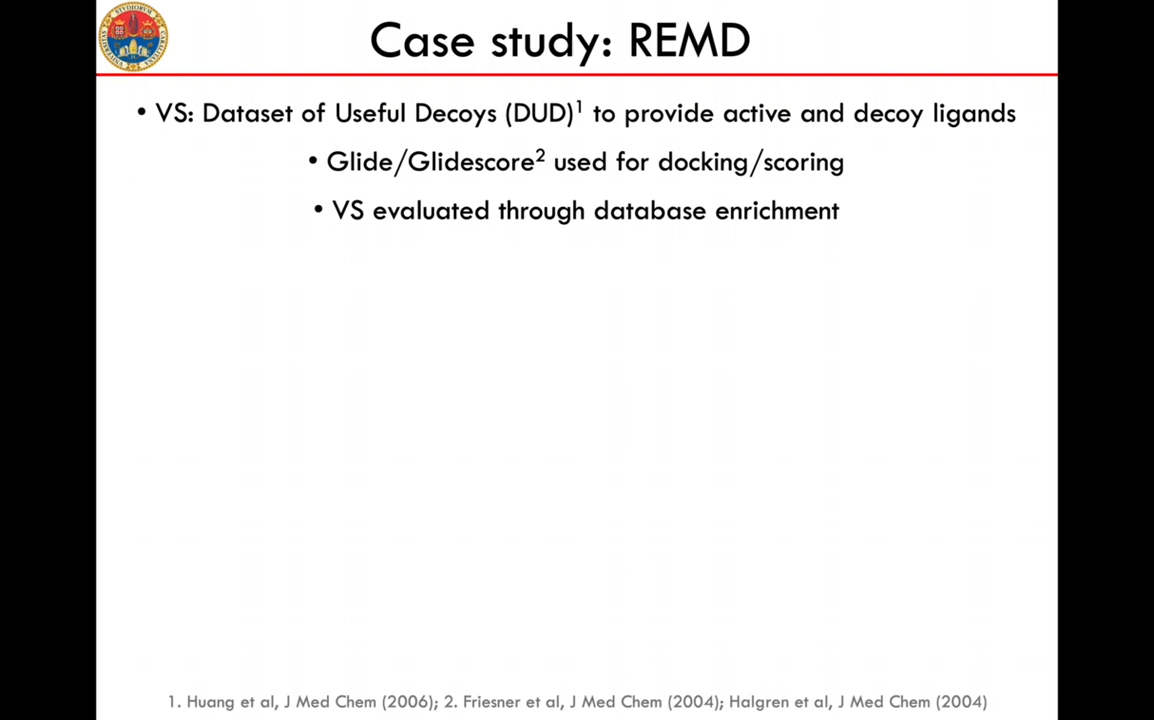 Case study: REMD
• VS: Dataset of Useful Decoys (DUD)1 to provide active and decoy ligands
• Glide/Glidescore2 used for docking/scoring
• VS evaluated through database enrichment
1. Huang et al, J Med Chem (2006); 2. Friesner et al, J Med Chem (2004); Halgren et al, J Med Chem (2004)